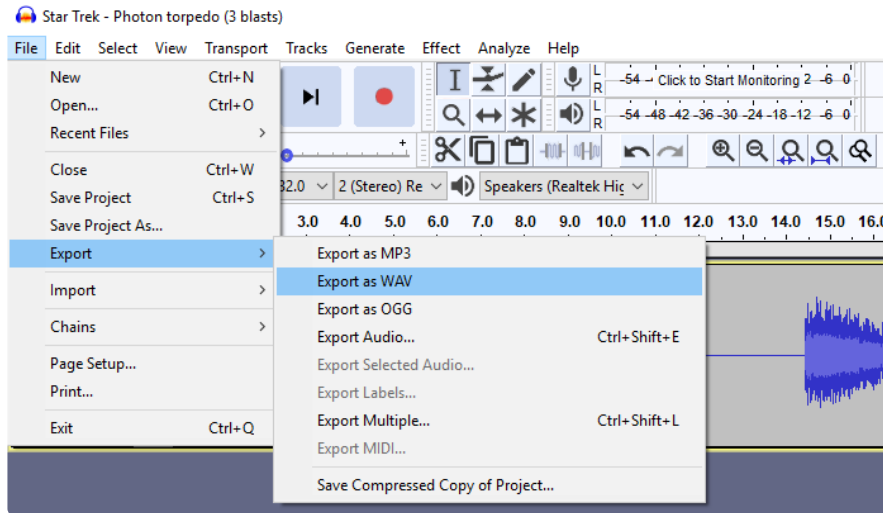 Star Trek - Photon torpedo (3 blasts)
File Edit Select View Transport Tracks Generate Effect Analyze Help
New Ctrl+N
Open... Ctrl+O
Recent Files >
Close Ctrl+W
Save Project Ctrl+S
Save Project As...
Export >
Import >
Chains >
Page Setup...
Print...
Exit Ctrl+Q
L
R
-54 Click to Start Monitoring 2 -6 0
L
R
-54 -48 -42 -36 -30 -24 -18 -12 -6 0
+
32.0 2 (Stereo) Re Speakers (Realtek Hig
3.0 4.0 5.0 6.0 7.0 8.0 9.0 10.0 11.0 12.0 13.0 14.0 15.0 16.0
Export as MP3
Export as WAV
Export as OGG
Export Audio... Ctrl+Shift+E
Export Selected Audio...
Export Labels...
Export Multiple... Ctrl+Shift+L
Export MIDI...
Save Compressed Copy of Project...